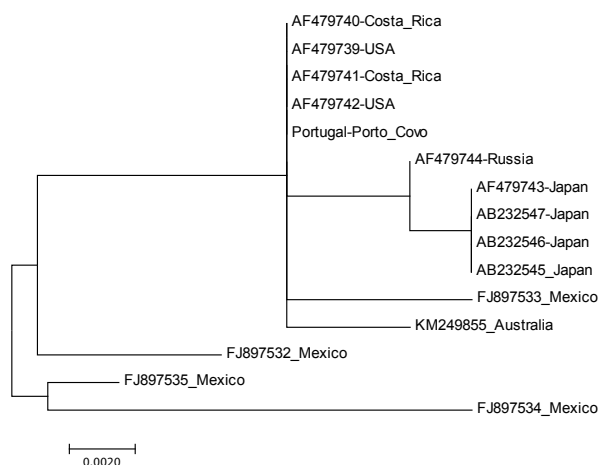 AF479740-Costa_Rica
AF479739-USA
AF479741-Costa_Rica
AF479742-USA
Portugal-Porto_Covo
AF479744-Russia
AF479743-Japan
AB232547-Japan
AB232546-Japan
AB232545_Japan
FJ897533_Mexico
KM249855_Australia
FJ897532_Mexico
FJ897535_Mexico
FJ897534_Mexico
0.0020